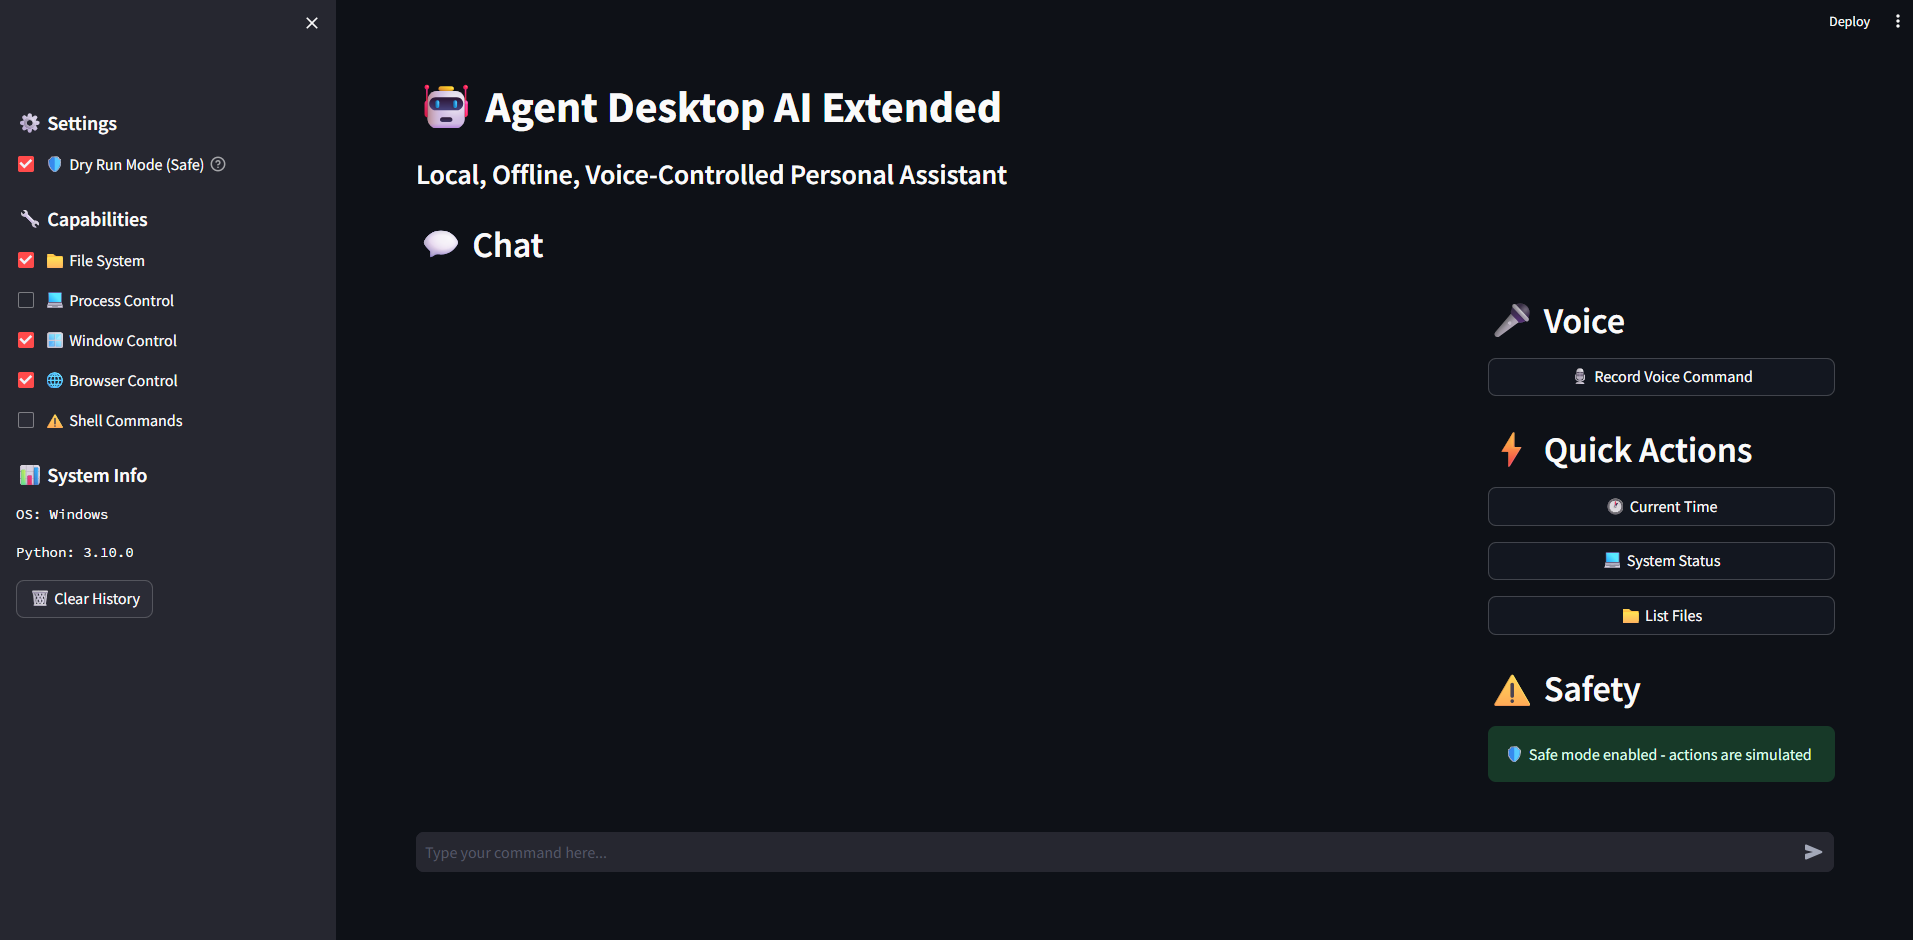 Deploy
Settings
Dry Run Mode (Safe)
Capabilities
File System
Process Control
Window Control
Browser Control
Shell Commands
System Info
OS: Windows
Python: 3.10.0
Clear History
Agent Desktop AI Extended
Local, Offline, Voice-Controlled Personal Assistant
Chat
Voice
Record Voice Command
Quick Actions
Current Time
System Status
List Files
Safety
Safe mode enabled - actions are simulated
Type your command here...